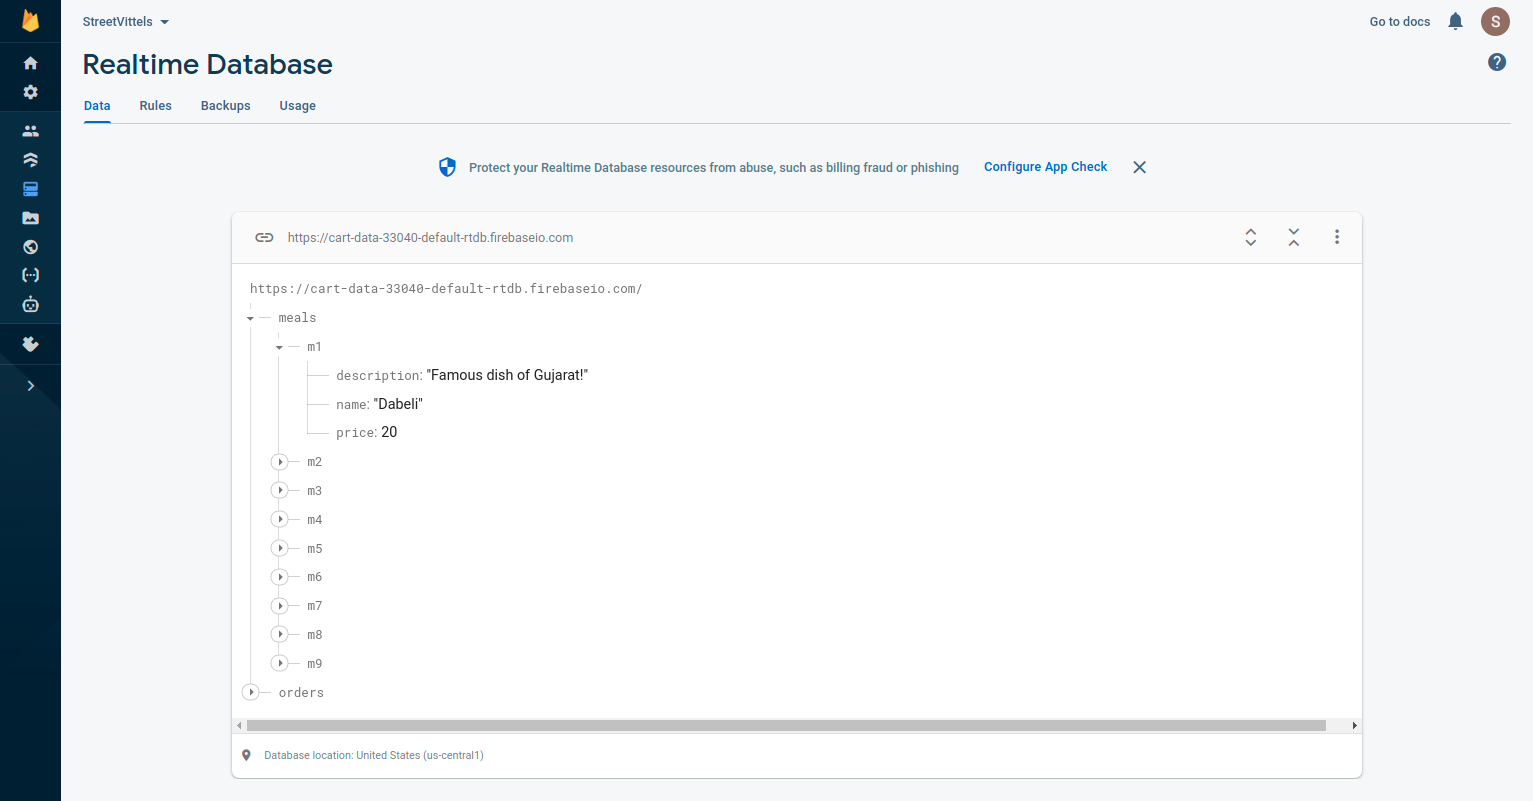 StreetVittels
Go to docs
S
Realtime Database
?
Data Rules Backups Usage
Protect your Realtime Database resources from abuse, such as billing fraud or phishing Configure App Check
https://cart-data-33040-default-rtdb.firebaseio.com
https://cart-data-33040-default-rtdb.firebaseio.com/
meals
m1
description: "Famous dish of Gujarat!"
name: "Dabeli"
price: 20
m2
m3
m4
m5
m6
m7
m8
m9
orders
Database location: United States (us-central1)